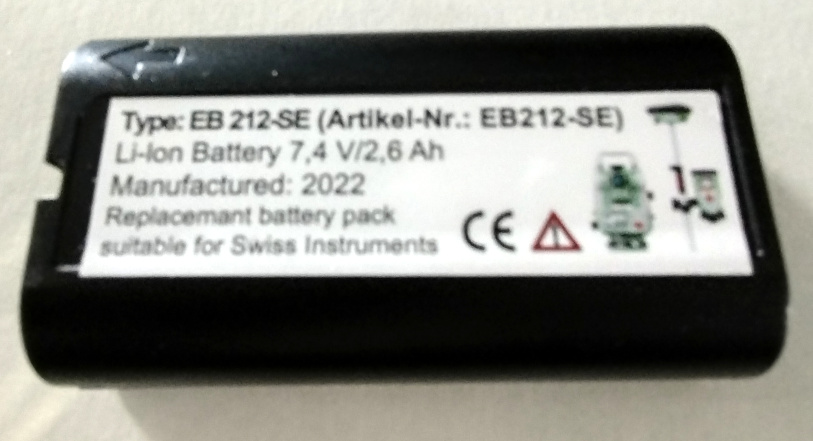 Type: EB 212-SE (Artikel-Nr.: EB212-SE)
Li-Ion Battery 7,4 V/2,6 Ah
Manufactured: 2022
Replacemant battery pack
suitable for Swiss Instruments
CE